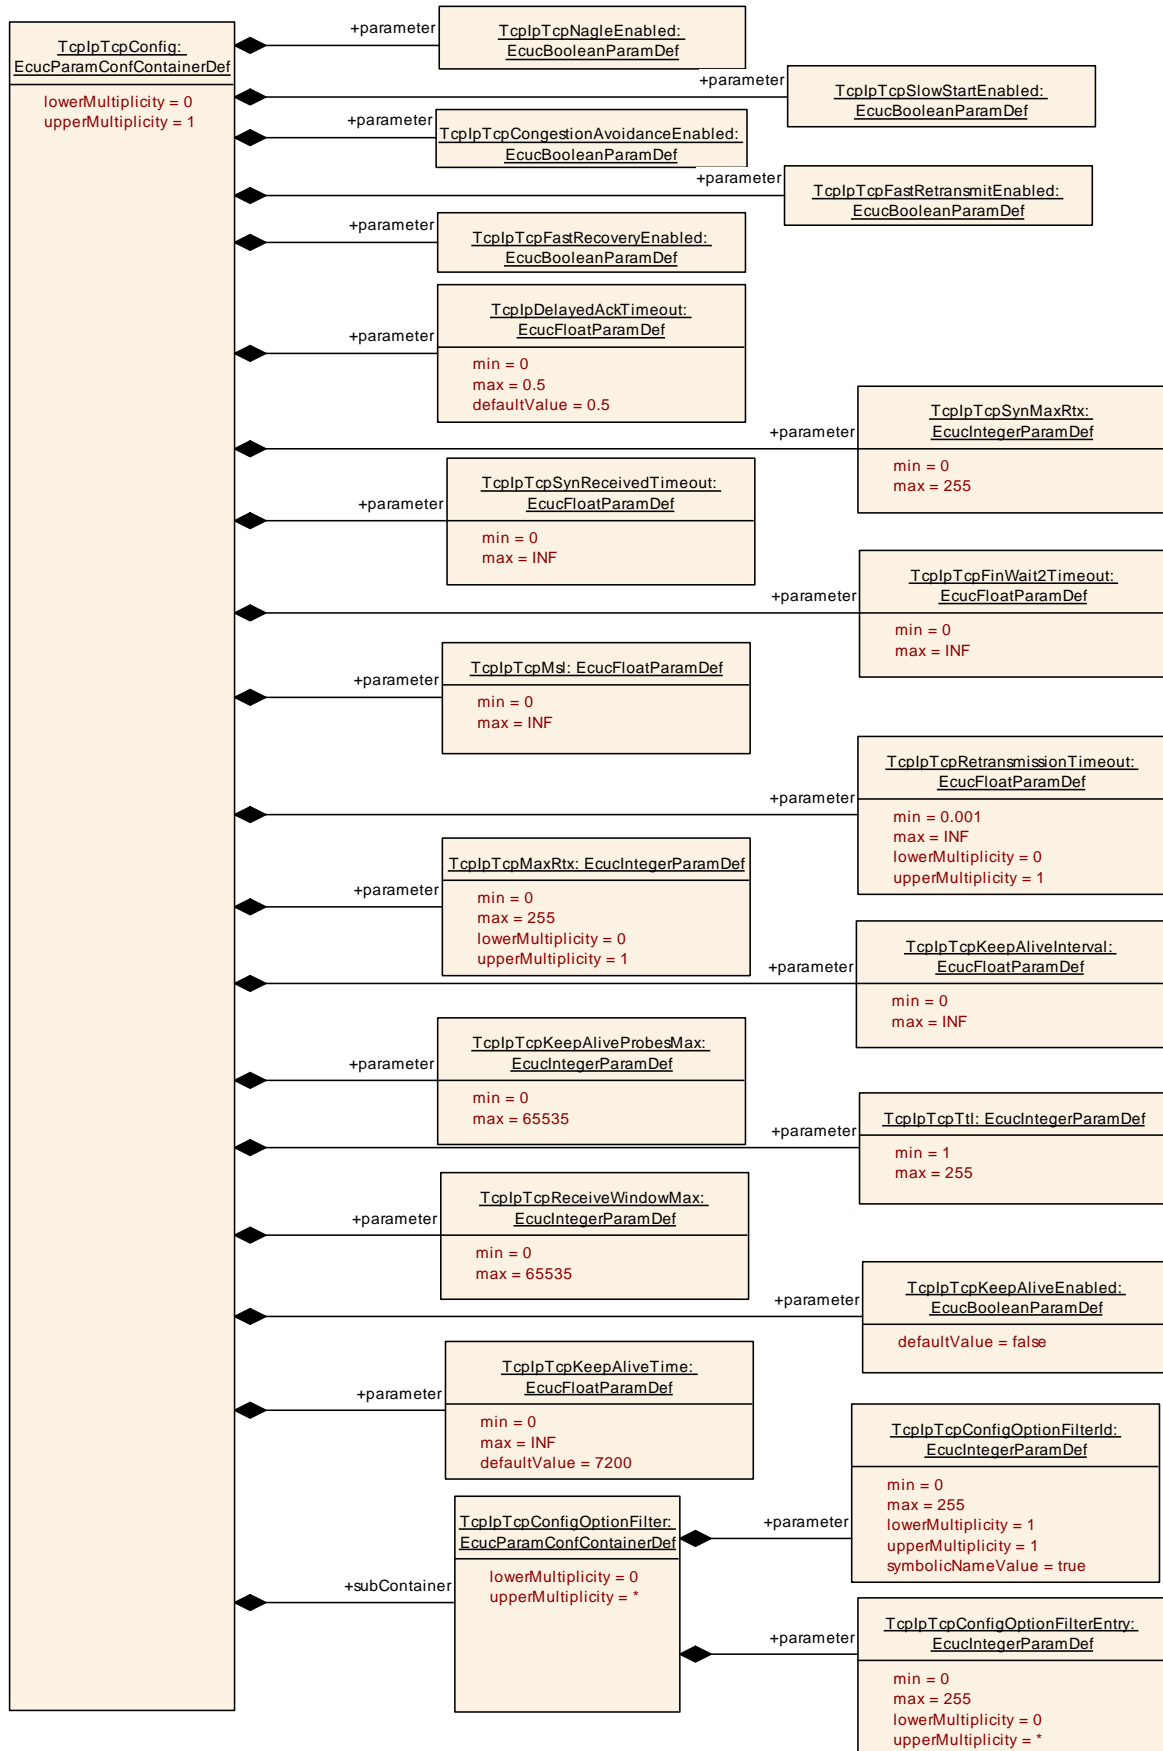 TcpIpTcpConfig:
EcucParamConfContainerDef
lowerMultiplicity = 0
upperMultiplicity = 1
+parameter
TcpIpTcpNagleEnabled:
EcucBooleanParamDef
+parameter
TcpIpTcpSlowStartEnabled:
EcucBooleanParamDef
+parameter
TcpIpTcpCongestionAvoidanceEnabled:
EcucBooleanParamDef
+parameter
TcpIpTcpFastRetransmitEnabled:
EcucBooleanParamDef
+parameter
TcpIpTcpFastRecoveryEnabled:
EcucBooleanParamDef
+parameter
TcpIpDelayedAckTimeout:
EcucFloatParamDef
min = 0
max = 0.5
defaultValue = 0.5
+parameter
TcpIpTcpSynMaxRtx:
EcucIntegerParamDef
min = 0
max = 255
+parameter
TcpIpTcpSynReceivedTimeout:
EcucFloatParamDef
min = 0
max = INF
+parameter
TcpIpTcpFinWait2Timeout:
EcucFloatParamDef
min = 0
max = INF
+parameter
TcpIpTcpMsl: EcucFloatParamDef
min = 0
max = INF
+parameter
TcpIpTcpRetransmissionTimeout:
EcucFloatParamDef
min = 0.001
max = INF
lowerMultiplicity = 0
upperMultiplicity = 1
+parameter
TcpIpTcpMaxRtx: EcucIntegerParamDef
min = 0
max = 255
lowerMultiplicity = 0
upperMultiplicity = 1
+parameter
TcpIpTcpKeepAliveInterval:
EcucFloatParamDef
min = 0
max = INF
+parameter
TcpIpTcpKeepAliveProbesMax:
EcucIntegerParamDef
min = 0
max = 65535
+parameter
TcpIpTcpTtl: EcucIntegerParamDef
min = 1
max = 255
+parameter
TcpIpTcpReceiveWindowMax:
EcucIntegerParamDef
min = 0
max = 65535
+parameter
TcpIpTcpKeepAliveEnabled:
EcucBooleanParamDef
defaultValue = false
+parameter
TcpIpTcpKeepAliveTime:
EcucFloatParamDef
min = 0
max = INF
defaultValue = 7200
+subContainer
TcpIpTcpConfigOptionFilter:
EcucParamConfContainerDef
lowerMultiplicity = 0
upperMultiplicity = *
+parameter
TcpIpTcpConfigOptionFilterId:
EcucIntegerParamDef
min = 0
max = 255
lowerMultiplicity = 1
upperMultiplicity = 1
symbolicNameValue = true
+parameter
TcpIpTcpConfigOptionFilterEntry:
EcucIntegerParamDef
min = 0
max = 255
lowerMultiplicity = 0
upperMultiplicity = *